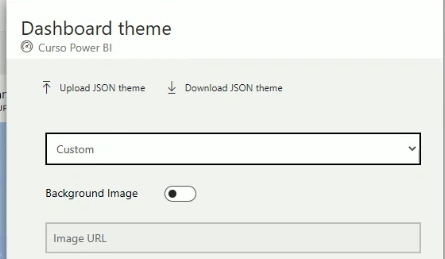 Dashboard theme
Curso Power BI
Upload JSON theme Download JSON theme
Custom
Background Image
Image URL